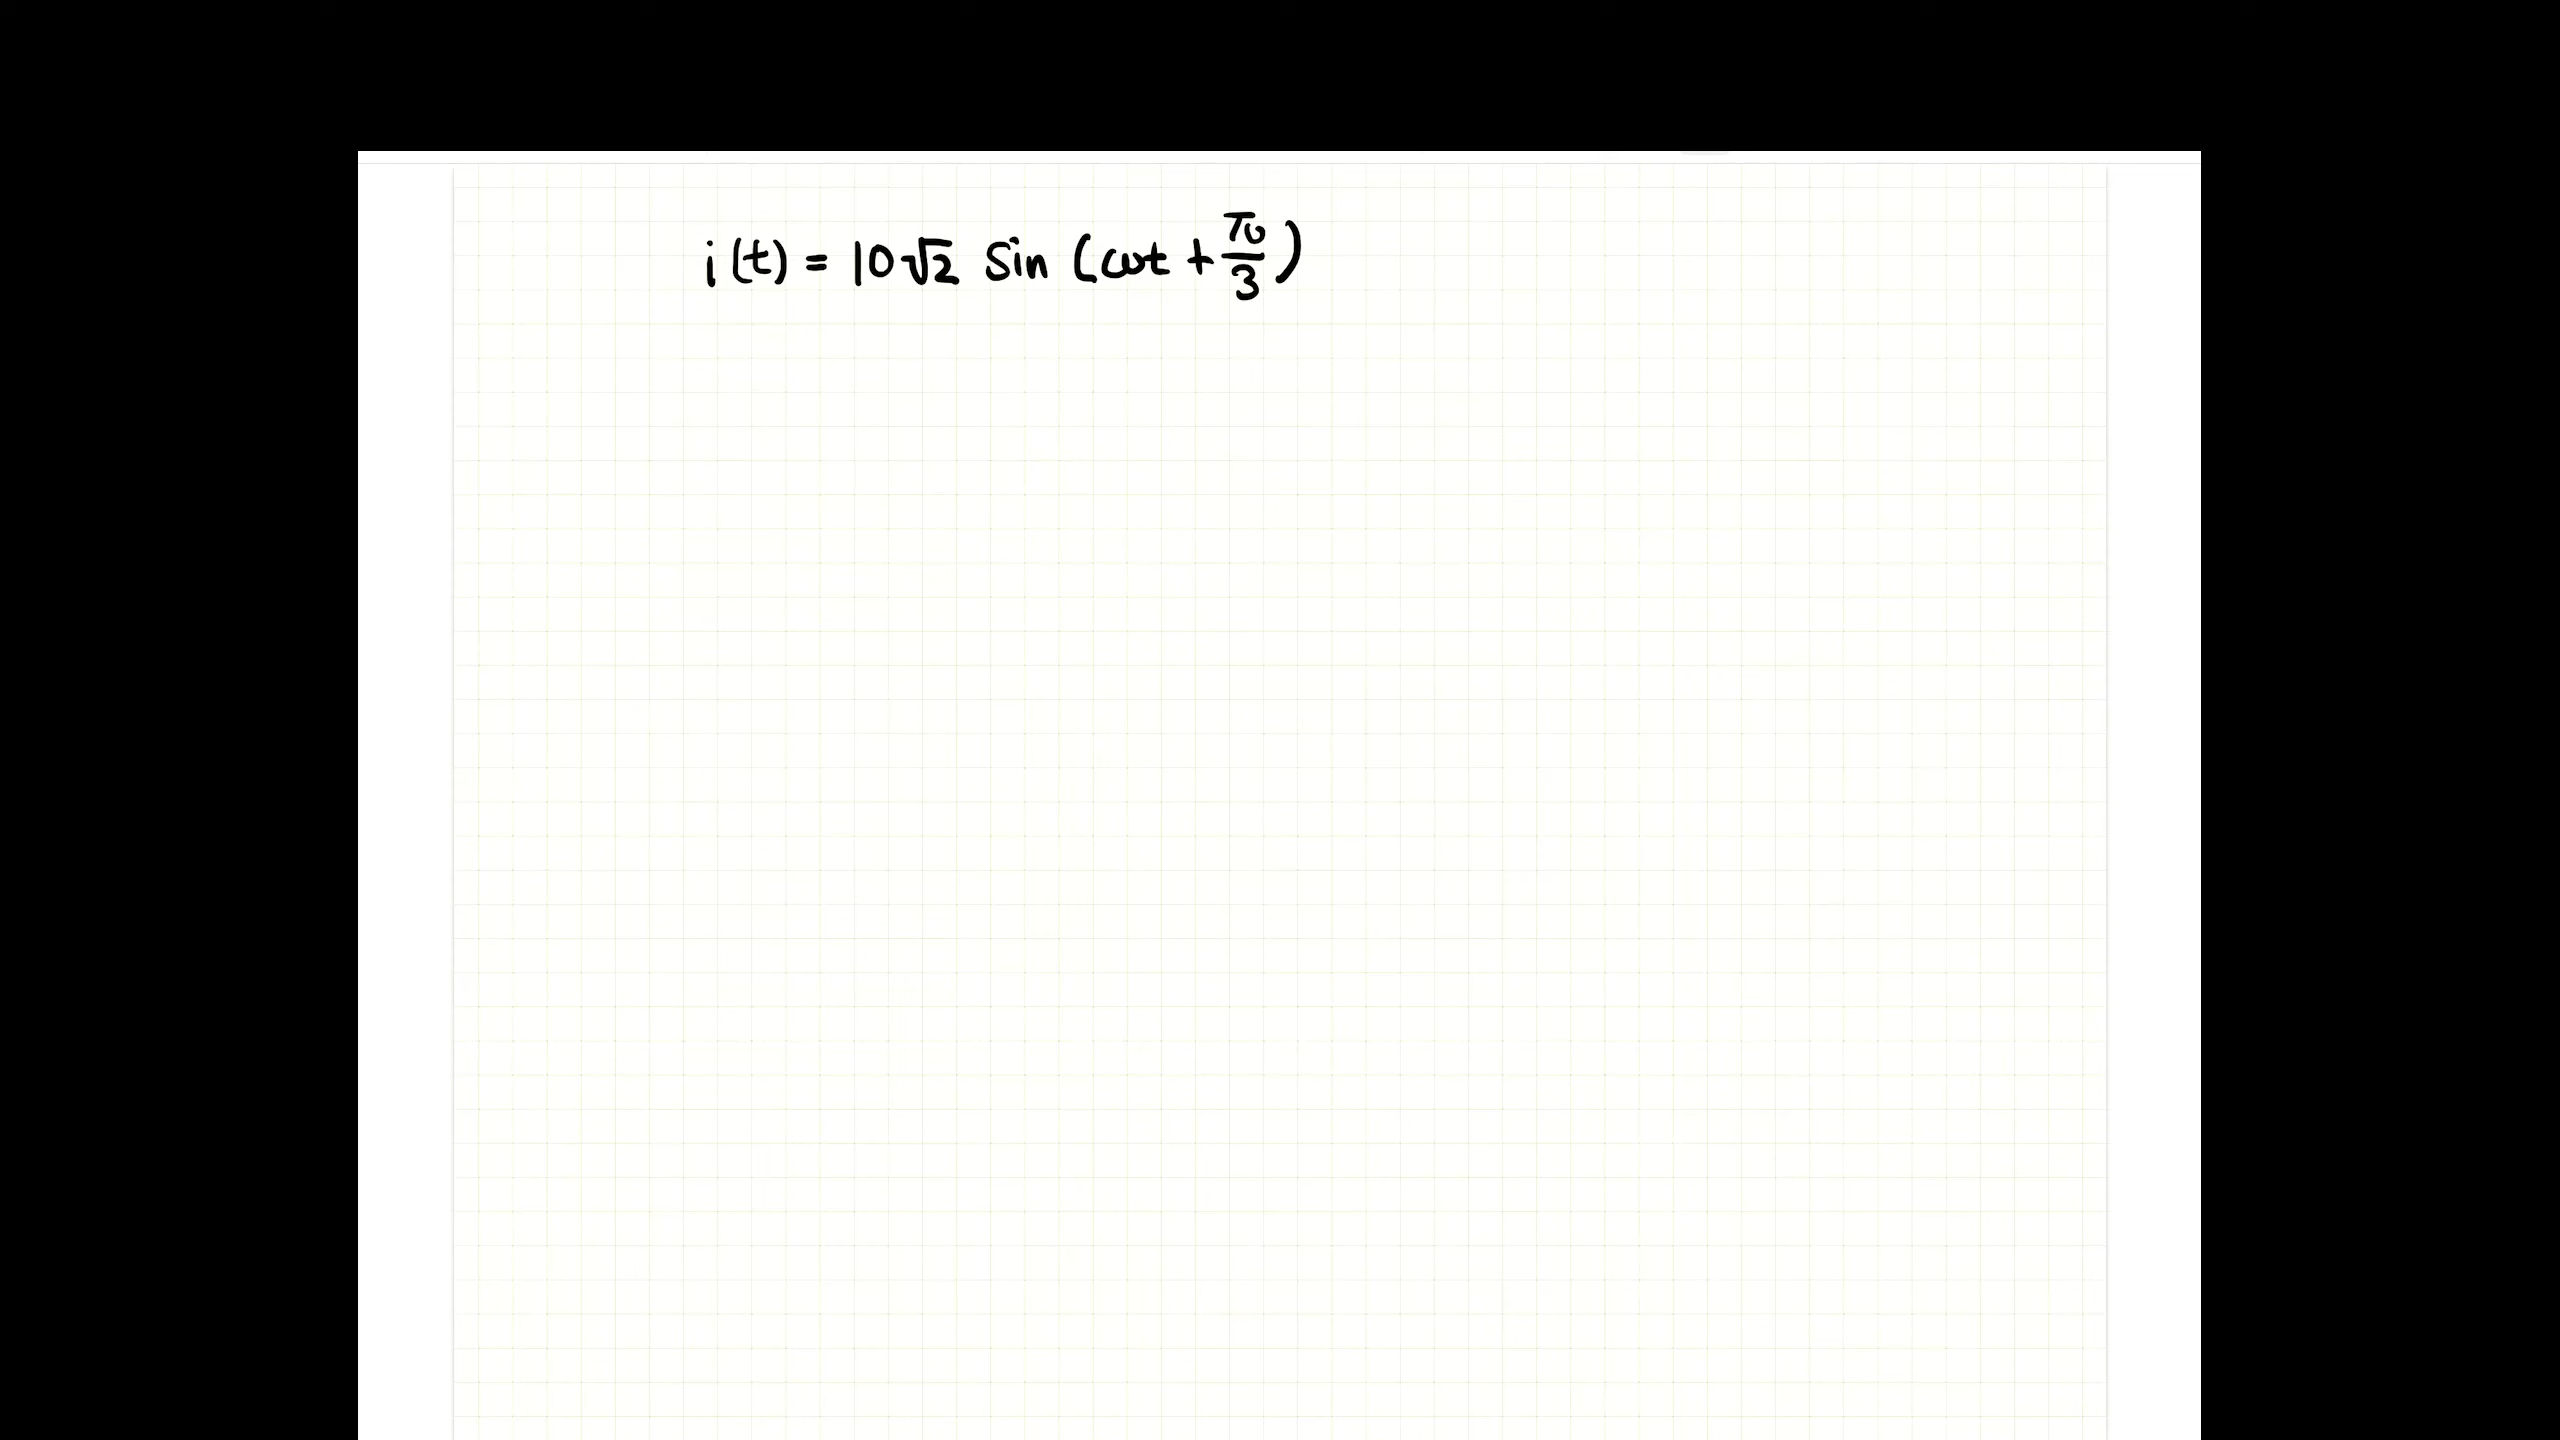 i(t) = 10√2 Sin (ωt + π/3)